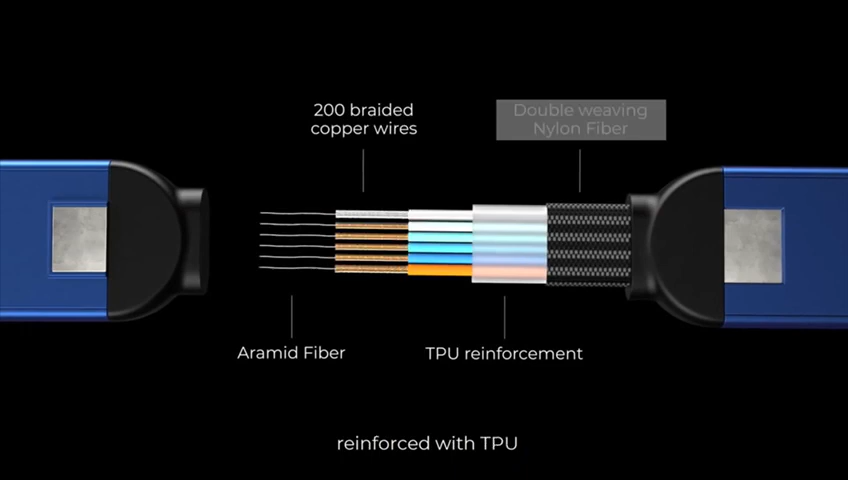 200 braided
copper wires
Double weaving
Nylon Fiber
Aramid Fiber
TPU reinforcement
reinforced with TPU